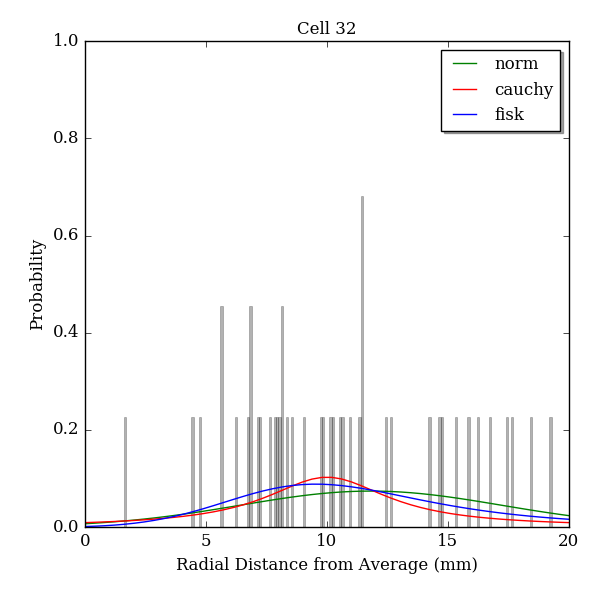 Cell 32
1.0
0.8
0.6
0.4
0.2
0.0
Probability
norm
cauchy
fisk
0 5 10 15 20
Radial Distance from Average (mm)